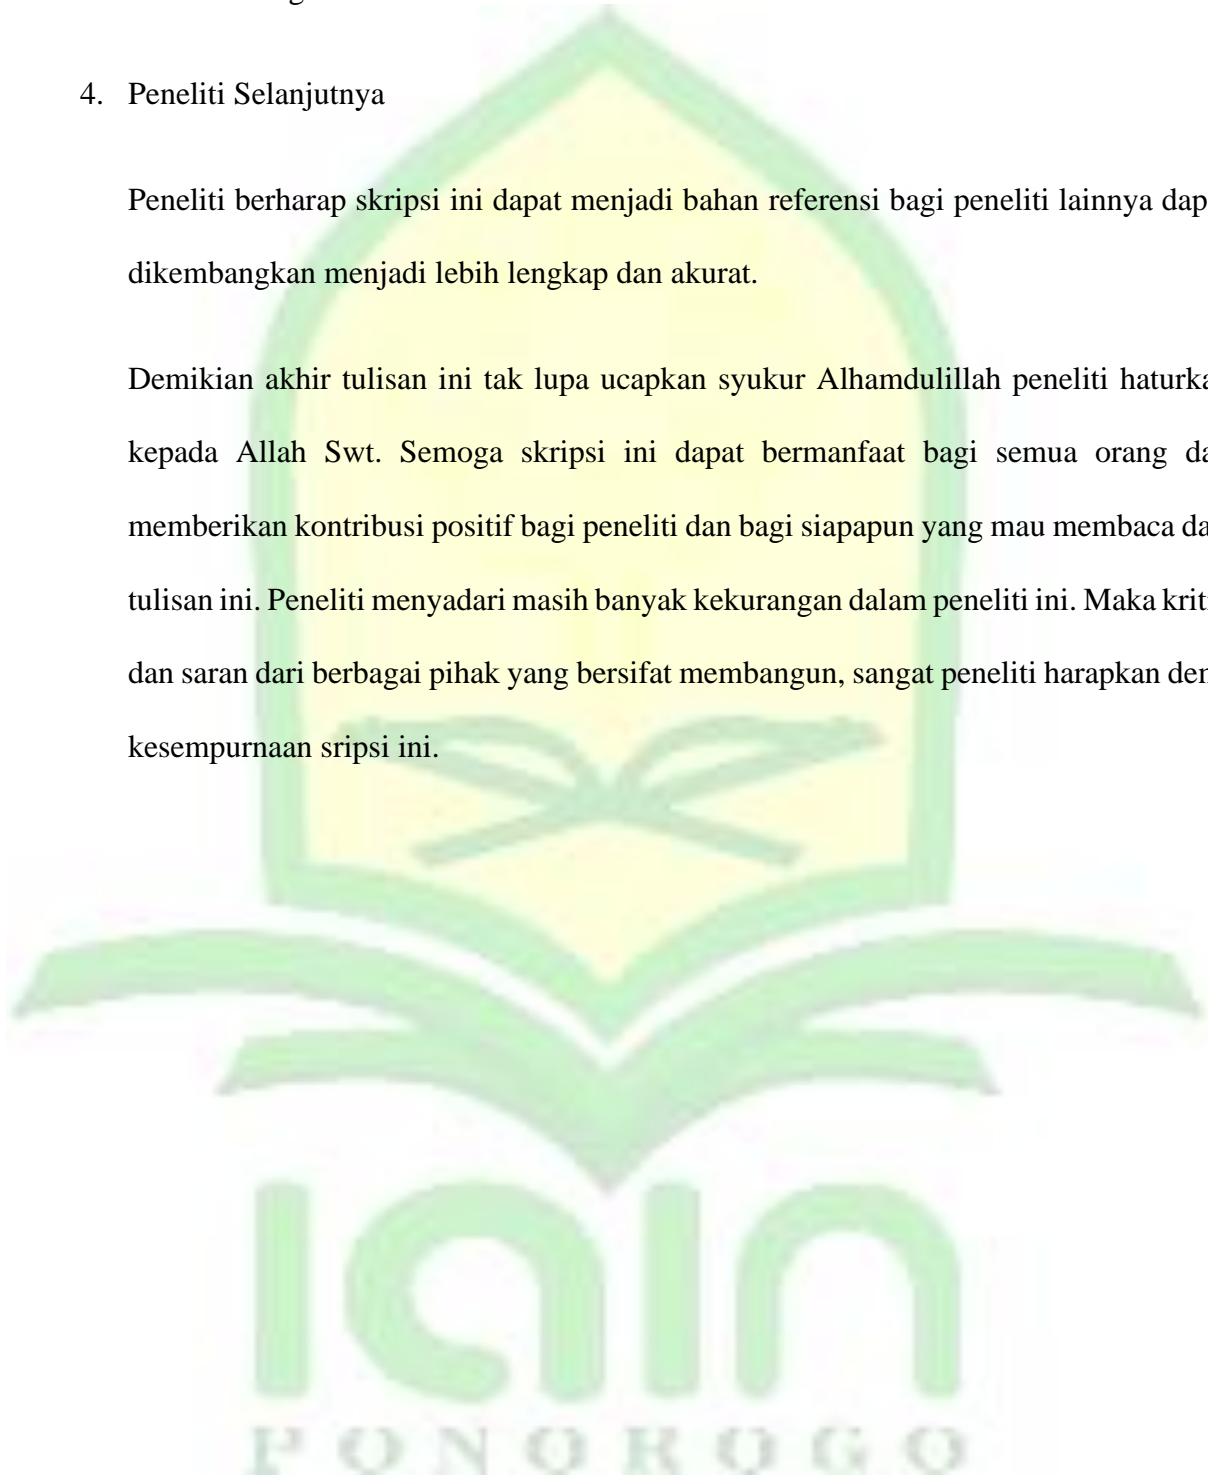 4. Peneliti Selanjutnya
Peneliti berharap skripsi ini dapat menjadi bahan referensi bagi peneliti lainnya dap
dikembangkan menjadi lebih lengkap dan akurat.
Demikian akhir tulisan ini tak lupa ucapkan syukur Alhamdulillah peneliti haturka
kepada Allah Swt. Semoga skripsi ini dapat bermanfaat bagi semua orang da
memberikan kontribusi positif bagi peneliti dan bagi siapapun yang mau membaca da
tulisan ini. Peneliti menyadari masih banyak kekurangan dalam peneliti ini. Maka krit
dan saran dari berbagai pihak yang bersifat membangun, sangat peneliti harapkan dem
kesempurnaan sripsi ini.
iain
PONOROGO